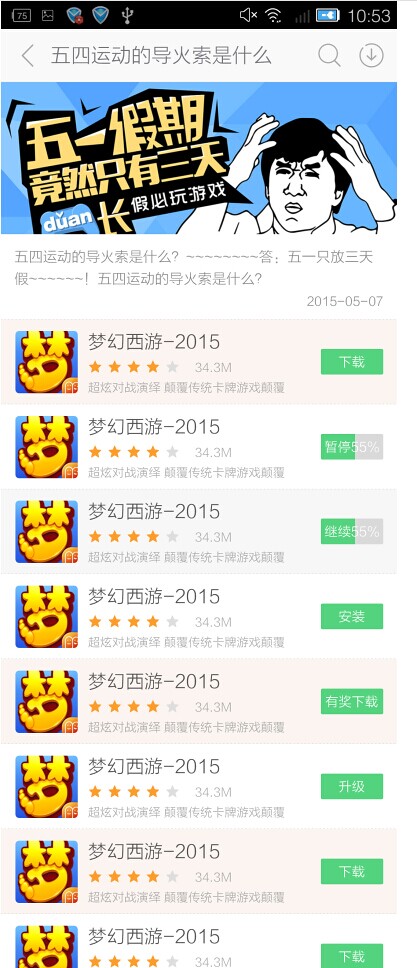 75
10:53
五四运动的导火索是什么
五一假期
竟然只有三天
duǎn
长
假必玩游戏
五四运动的导火索是什么？~~~~~~~~答：五一只放三天
假~~~~~~！五四运动的导火索是什么？
2015-05-07
梦幻西游-2015
34.3M
下载
超炫对战演绎 颠覆传统卡牌游戏颠覆
梦幻西游-2015
34.3M
暂停55%
超炫对战演绎 颠覆传统卡牌游戏颠覆
梦幻西游-2015
34.3M
继续55%
超炫对战演绎 颠覆传统卡牌游戏颠覆
梦幻西游-2015
34.3M
安装
超炫对战演绎 颠覆传统卡牌游戏颠覆
梦幻西游-2015
34.3M
有奖下载
超炫对战演绎 颠覆传统卡牌游戏颠覆
梦幻西游-2015
34.3M
升级
超炫对战演绎 颠覆传统卡牌游戏颠覆
梦幻西游-2015
34.3M
下载
超炫对战演绎 颠覆传统卡牌游戏颠覆
梦幻西游-2015
34.3M
下载